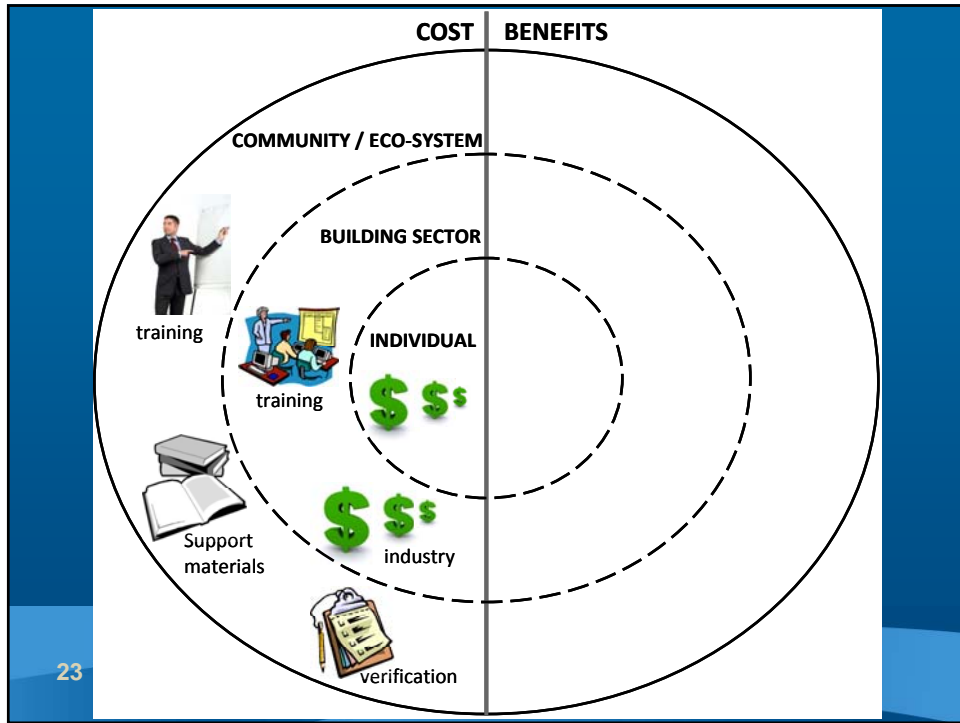 COST BENEFITS
COMMUNITY / ECO-SYSTEM
BUILDING SECTOR
INDIVIDUAL
training
training
Support
materials
industry
verification
23